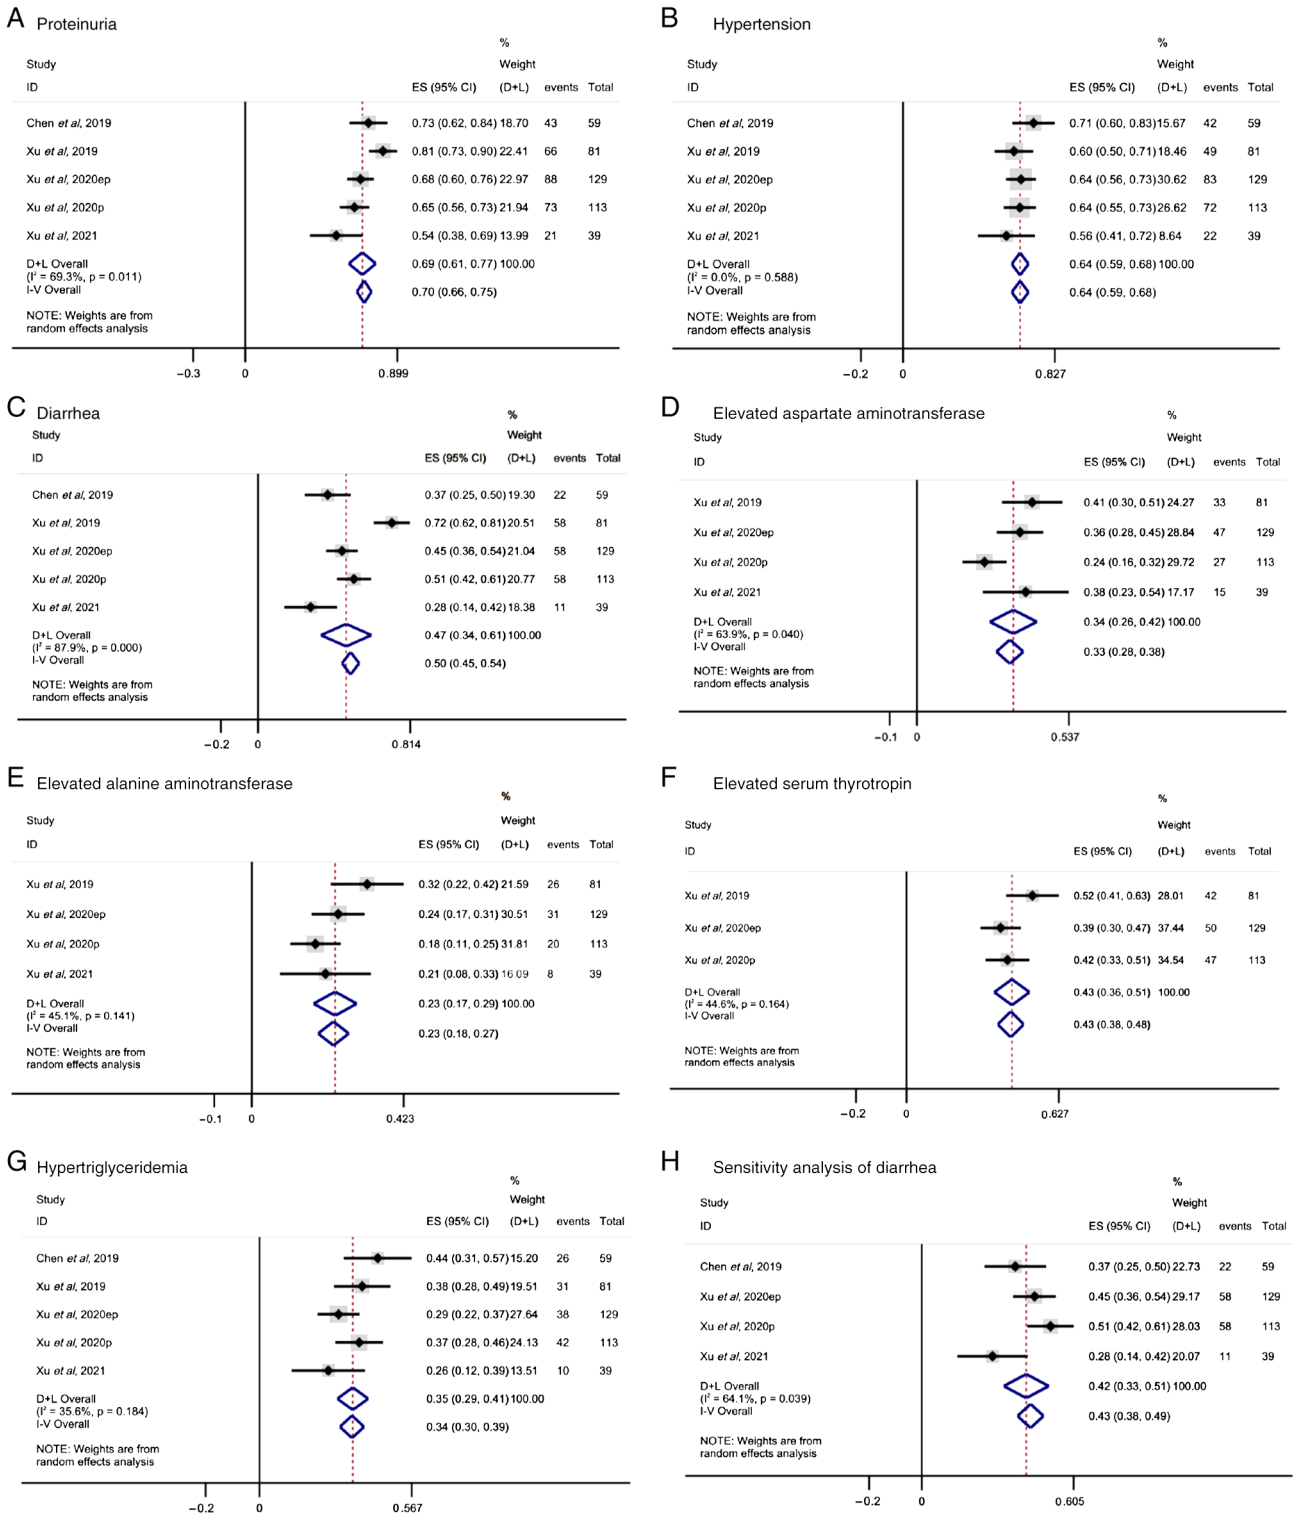 A Proteinuria
%
Study Weight
ID ES (95% CI) (D+L) events Total
Chen et al, 2019 0.73 (0.62, 0.84) 18.70 43 59
Xu et al, 2019 0.81 (0.73, 0.90) 22.41 66 81
Xu et al, 2020ep 0.68 (0.60, 0.76) 22.97 88 129
Xu et al, 2020p 0.65 (0.56, 0.73) 21.94 73 113
Xu et al, 2021 0.54 (0.38, 0.69) 13.99 21 39
D+L Overall 0.69 (0.61, 0.77) 100.00
(I² = 69.3%, p = 0.011)
I-V Overall 0.70 (0.66, 0.75)
NOTE: Weights are from
random effects analysis
−0.3 0 0.899
B Hypertension
%
Study Weight
ID ES (95% CI) (D+L) events Total
Chen et al, 2019 0.71 (0.60, 0.83) 15.67 42 59
Xu et al, 2019 0.60 (0.50, 0.71) 18.46 49 81
Xu et al, 2020ep 0.64 (0.56, 0.73) 30.62 83 129
Xu et al, 2020p 0.64 (0.55, 0.73) 26.62 72 113
Xu et al, 2021 0.56 (0.41, 0.72) 8.64 22 39
D+L Overall 0.64 (0.59, 0.68) 100.00
(I² = 0.0%, p = 0.588)
I-V Overall 0.64 (0.59, 0.68)
NOTE: Weights are from
random effects analysis
−0.2 0 0.827
C Diarrhea
%
Study Weight
ID ES (95% CI) (D+L) events Total
Chen et al, 2019 0.37 (0.25, 0.50) 19.30 22 59
Xu et al, 2019 0.72 (0.62, 0.81) 20.51 58 81
Xu et al, 2020ep 0.45 (0.36, 0.54) 21.04 58 129
Xu et al, 2020p 0.51 (0.42, 0.61) 20.77 58 113
Xu et al, 2021 0.28 (0.14, 0.42) 18.38 11 39
D+L Overall 0.47 (0.34, 0.61) 100.00
(I² = 87.9%, p = 0.000)
I-V Overall 0.50 (0.45, 0.54)
NOTE: Weights are from
random effects analysis
−0.2 0 0.814
D Elevated aspartate aminotransferase
%
Study Weight
ID ES (95% CI) (D+L) events Total
Xu et al, 2019 0.41 (0.30, 0.51) 24.27 33 81
Xu et al, 2020ep 0.36 (0.28, 0.45) 28.84 47 129
Xu et al, 2020p 0.24 (0.16, 0.32) 29.72 27 113
Xu et al, 2021 0.38 (0.23, 0.54) 17.17 15 39
D+L Overall 0.34 (0.26, 0.42) 100.00
(I² = 63.9%, p = 0.040)
I-V Overall 0.33 (0.28, 0.38)
NOTE: Weights are from
random effects analysis
−0.1 0 0.537
E Elevated alanine aminotransferase
%
Study Weight
ID ES (95% CI) (D+L) events Total
Xu et al, 2019 0.32 (0.22, 0.42) 21.59 26 81
Xu et al, 2020ep 0.24 (0.17, 0.31) 30.51 31 129
Xu et al, 2020p 0.18 (0.11, 0.25) 31.81 20 113
Xu et al, 2021 0.21 (0.08, 0.33) 16.09 8 39
D+L Overall 0.23 (0.17, 0.29) 100.00
(I² = 45.1%, p = 0.141)
I-V Overall 0.23 (0.18, 0.27)
NOTE: Weights are from
random effects analysis
−0.1 0 0.423
F Elevated serum thyrotropin
%
Study Weight
ID ES (95% CI) (D+L) events Total
Xu et al, 2019 0.52 (0.41, 0.63) 28.01 42 81
Xu et al, 2020ep 0.39 (0.30, 0.47) 37.44 50 129
Xu et al, 2020p 0.42 (0.33, 0.51) 34.54 47 113
D+L Overall 0.43 (0.36, 0.51) 100.00
(I² = 44.6%, p = 0.164)
I-V Overall 0.43 (0.38, 0.48)
NOTE: Weights are from
random effects analysis
−0.2 0 0.627
G Hypertriglyceridemia
%
Study Weight
ID ES (95% CI) (D+L) events Total
Chen et al, 2019 0.44 (0.31, 0.57) 15.20 26 59
Xu et al, 2019 0.38 (0.28, 0.49) 19.51 31 81
Xu et al, 2020ep 0.29 (0.22, 0.37) 27.64 38 129
Xu et al, 2020p 0.37 (0.28, 0.46) 24.13 42 113
Xu et al, 2021 0.26 (0.12, 0.39) 13.51 10 39
D+L Overall 0.35 (0.29, 0.41) 100.00
(I² = 35.6%, p = 0.184)
I-V Overall 0.34 (0.30, 0.39)
NOTE: Weights are from
random effects analysis
−0.2 0 0.567
H Sensitivity analysis of diarrhea
%
Study Weight
ID ES (95% CI) (D+L) events Total
Chen et al, 2019 0.37 (0.25, 0.50) 22.73 22 59
Xu et al, 2020ep 0.45 (0.36, 0.54) 29.17 58 129
Xu et al, 2020p 0.51 (0.42, 0.61) 28.03 58 113
Xu et al, 2021 0.28 (0.14, 0.42) 20.07 11 39
D+L Overall 0.42 (0.33, 0.51) 100.00
(I² = 64.1%, p = 0.039)
I-V Overall 0.43 (0.38, 0.49)
NOTE: Weights are from
random effects analysis
−0.2 0 0.605